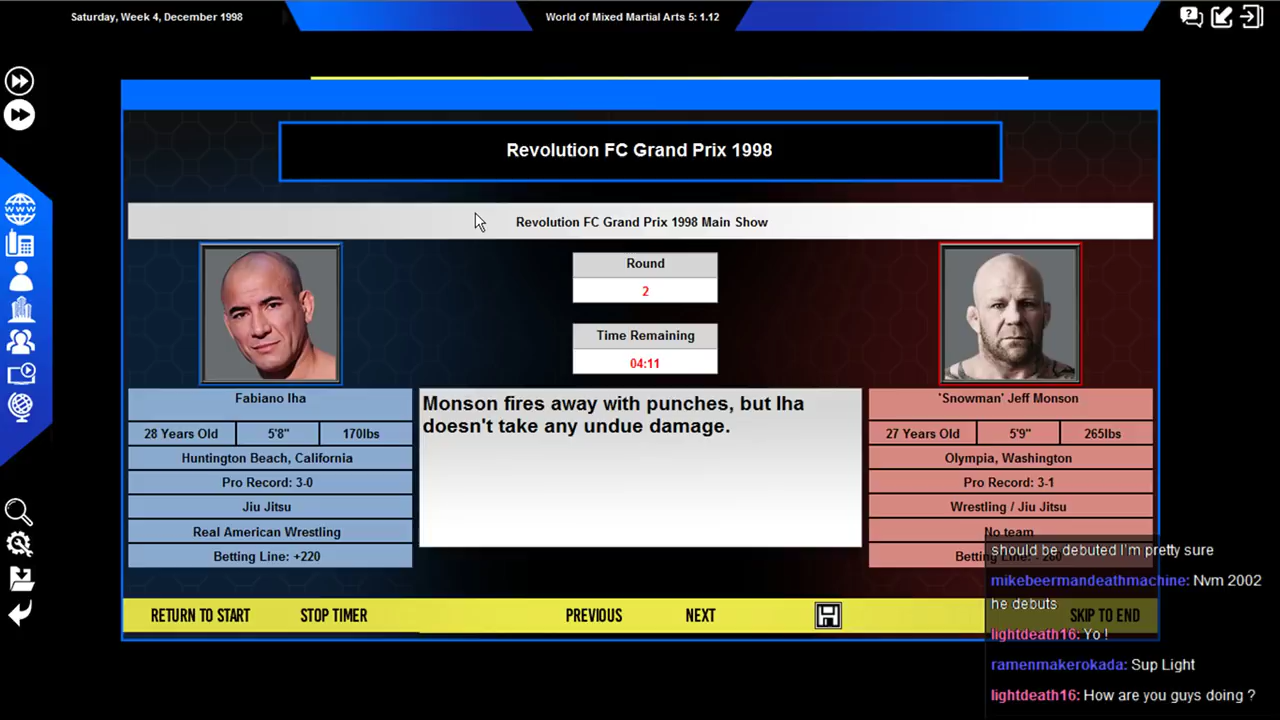 Saturday, Week 4, December 1998
World of Mixed Martial Arts 5: 1.12
Revolution FC Grand Prix 1998
Revolution FC Grand Prix 1998 Main Show
Round
2
Time Remaining
04:11
Fabiano Iha
28 Years Old
5'8"
170lbs
Huntington Beach, California
Pro Record: 3-0
Jiu Jitsu
Real American Wrestling
Betting Line: +220
Monson fires away with punches, but Iha
doesn't take any undue damage.
'Snowman' Jeff Monson
27 Years Old
5'9"
265lbs
Olympia, Washington
Pro Record: 3-1
Wrestling / Jiu Jitsu
No team
Betting Line:
should be debuted I'm pretty sure
mikebeermandeathmachine: Nvm 2002
he debuts
lightdeath16: Yo !
ramenmakerokada: Sup Light
lightdeath16: How are you guys doing ?
RETURN TO START
STOP TIMER
PREVIOUS
NEXT
SKIP TO END
WWW